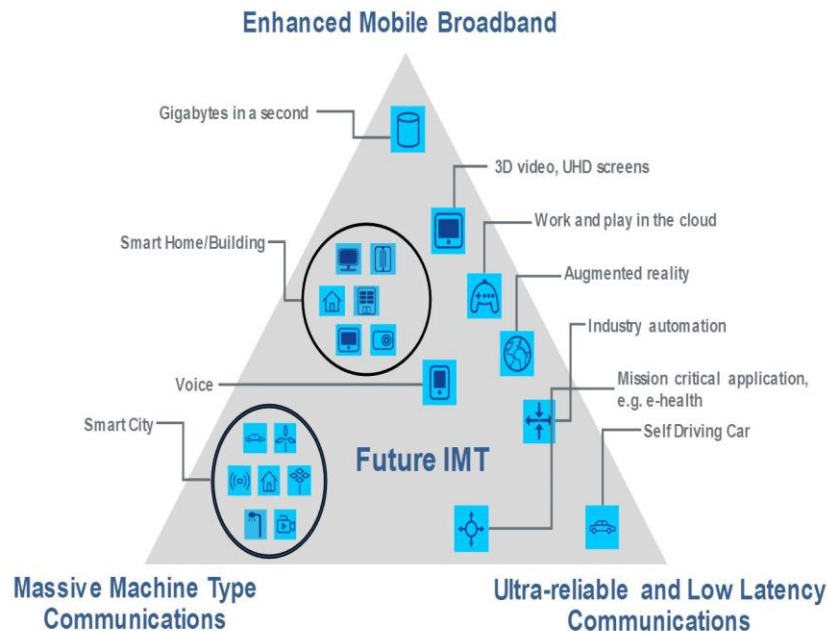 Enhanced Mobile Broadband
Gigabytes in a second
3D video, UHD screens
Work and play in the cloud
Smart Home/Building
Augmented reality
Industry automation
Mission critical application,
e.g. e-health
Voice
Smart City
Self Driving Car
Future IMT
Massive Machine Type
Communications
Ultra-reliable and Low Latency
Communications